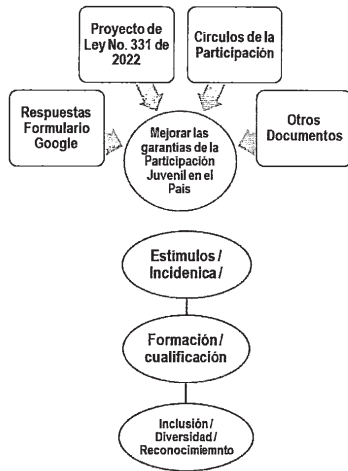 Proyecto de
Ley No. 331 de
2022
Círculos de la
Participación
Respuestas
Formulario
Google
Mejorar las
garantías de la
Participación
Juvenil en el
País
Otros
Documentos
Estímulos /
Incidenica /
Formación /
cualificación
Inclusión /
Diversidad /
Reconocimiemnto